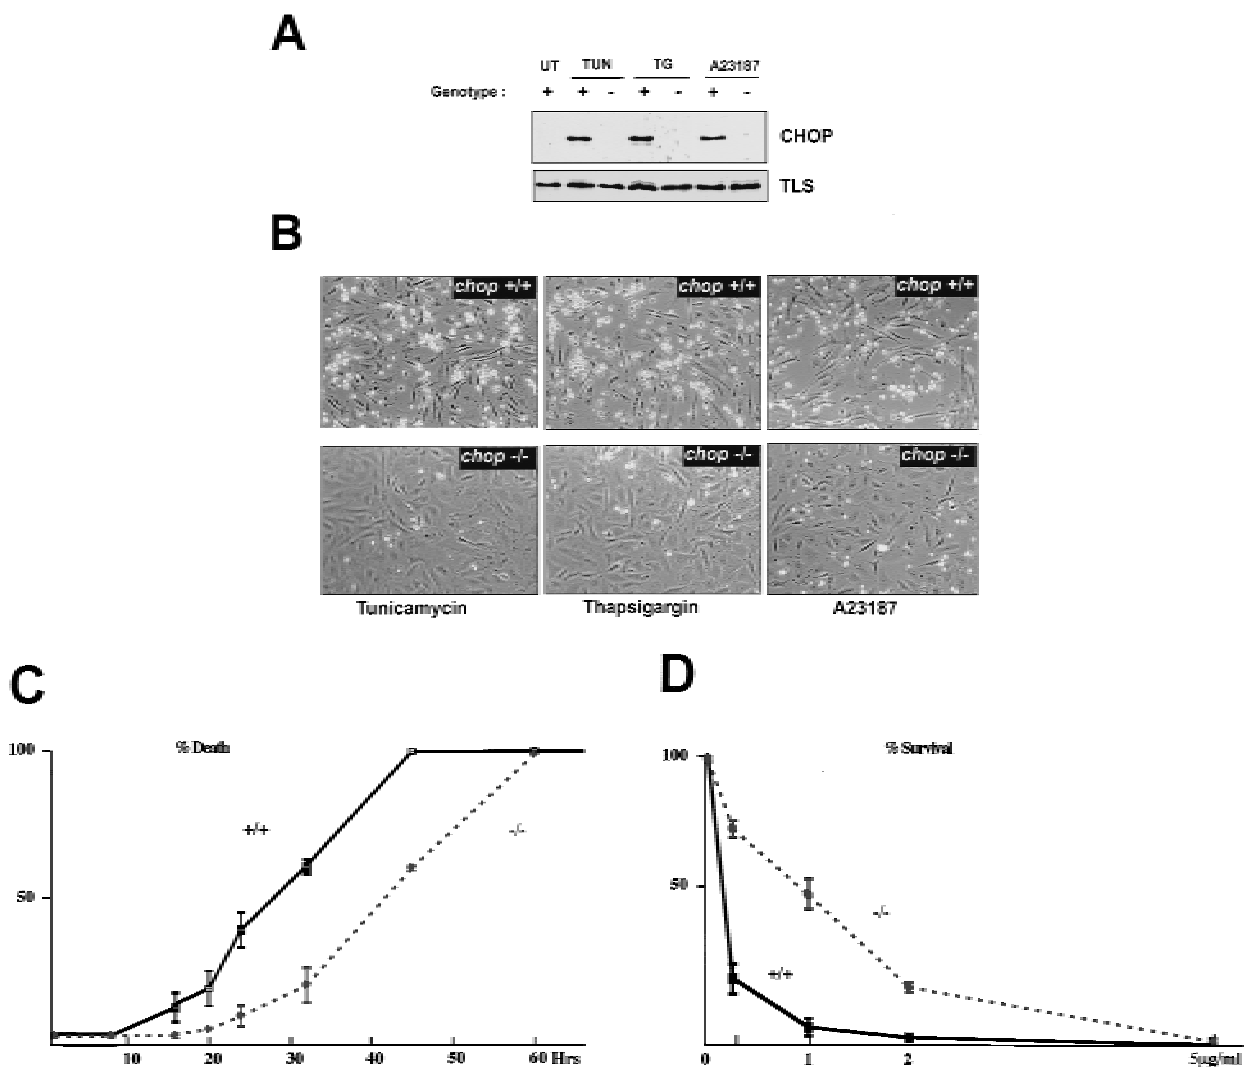 A
UT TUN TG A23187
Genotype : + + - + - + -
CHOP
TLS
B
chop +/+ chop +/+ chop +/+
chop -/- chop -/- chop -/-
Tunicamycin Thapsigargin A23187
C
% Death
100
50
+/+
-/-
10 20 30 40 50 60 Hrs
D
% Survival
100
50
-/-
+/+
0 1 2 5µg/ml